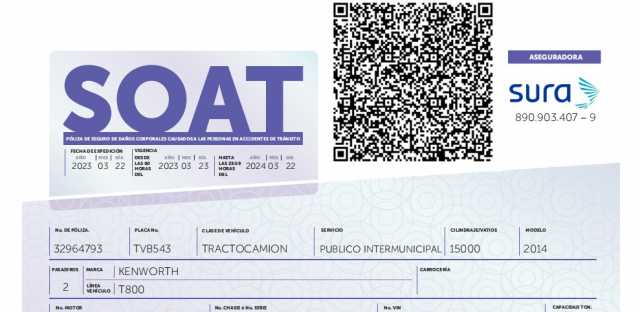 SOAT
PÓLIZA DE SEGURO DE DAÑOS CORPORALES CAUSADOS A LAS PERSONAS EN ACCIDENTES DE TRÁNSITO.
FECHA DE EXPEDICIÓN
AÑO MES DÍA
2023 03 22
VIGENCIA
DESDE LAS 00 HORAS DEL
AÑO MES DÍA
2023 03 23
HASTA LAS 23:59 HORAS DEL
AÑO MES DÍA
2024 03 22
ASEGURADORA
sura
890.903.407 – 9
No. DE PÓLIZA. PLACA No. CLASE DE VEHÍCULO SERVICIO CILINDRAJE/VATIOS MODELO
32964793 TVB543 TRACTOCAMION PUBLICO INTERMUNICIPAL 15000 2014
PASAJEROS MARCA KENWORTH CARROCERÍA
2 LÍNEA VEHÍCULO T800
No. MOTOR No. CHASIS ó No. SERIE No. VIN CAPACIDAD TON.